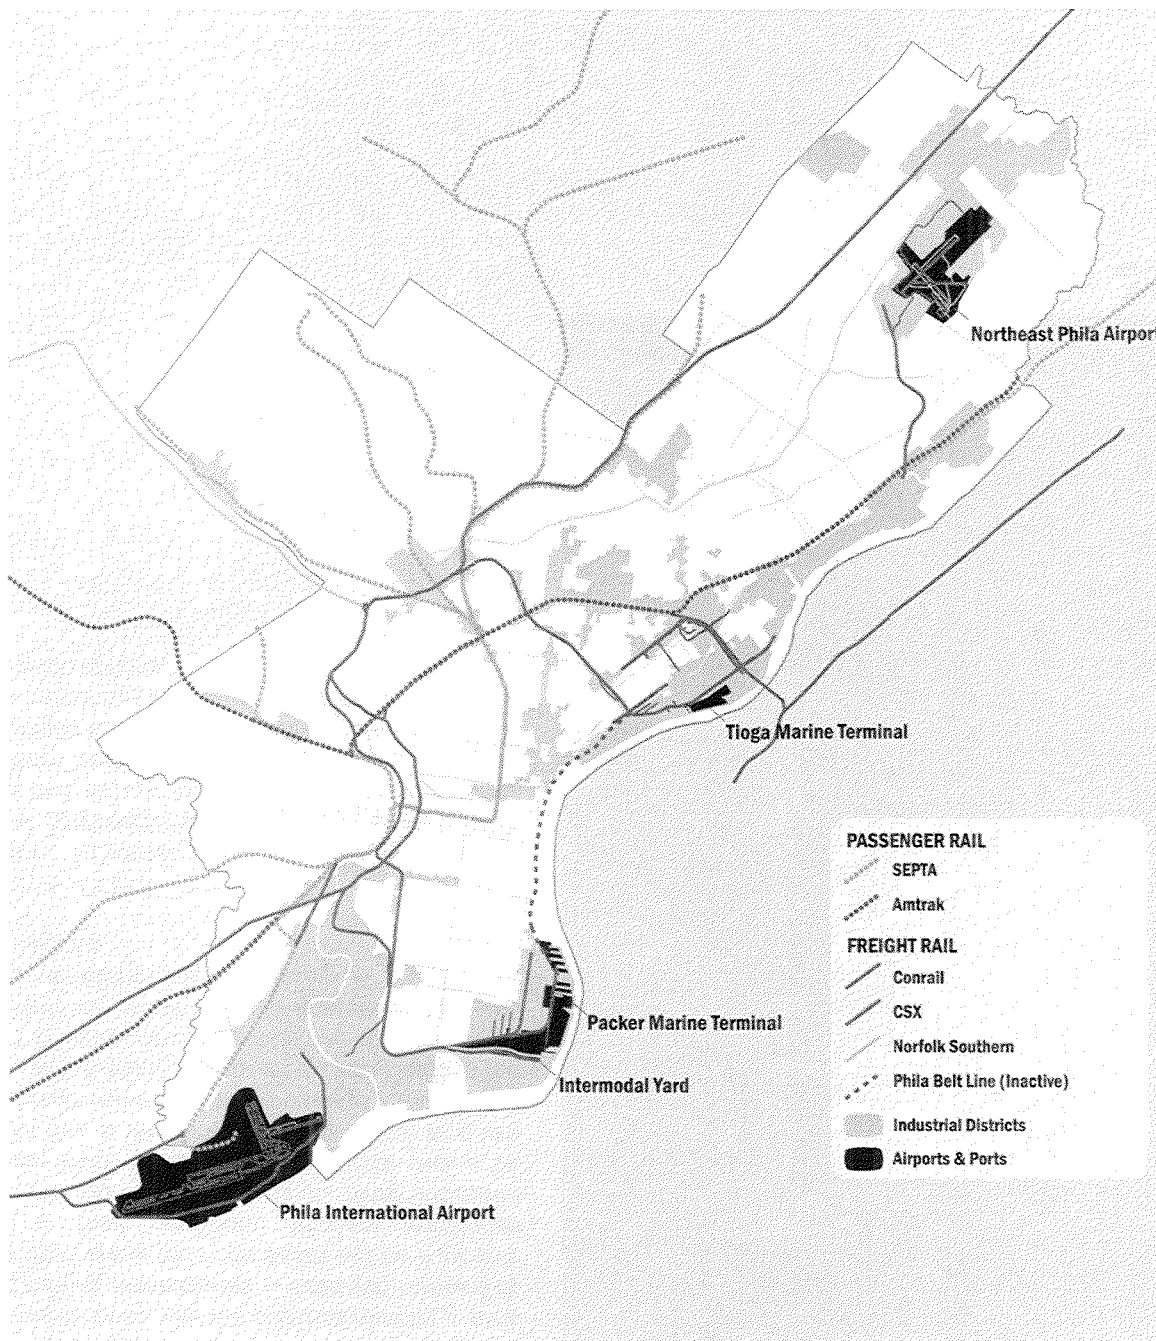 Northeast Phila Airport
Tioga Marine Terminal
PASSENGER RAIL
SEPTA
Amtrak
FREIGHT RAIL
Conrail
CSX
Norfolk Southern
Phila Belt Line (Inactive)
Industrial Districts
Airports & Ports
Packer Marine Terminal
Intermodal Yard
Phila International Airport